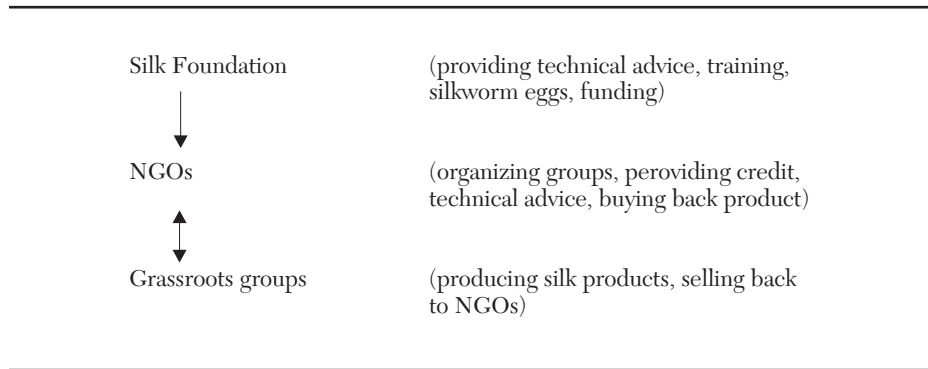 Silk Foundation (providing technical advice, training,
silkworm eggs, funding)
NGOs (organizing groups, peroviding credit,
technical advice, buying back product)
Grassroots groups (producing silk products, selling back
to NGOs)